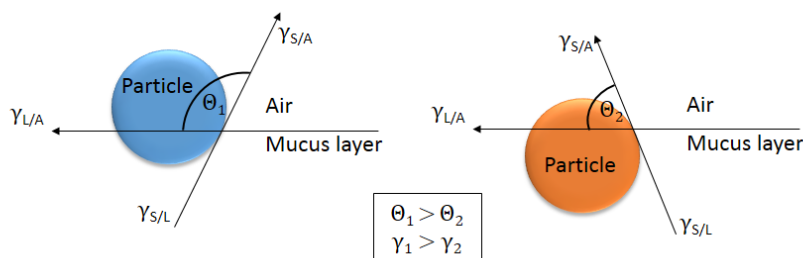 γS/A
Particle
Θ1
Air
γL/A
Mucus layer
γS/L
γS/A
Θ2
Air
γL/A
Mucus layer
Particle
γS/L
Θ1 > Θ2
γ1 > γ2